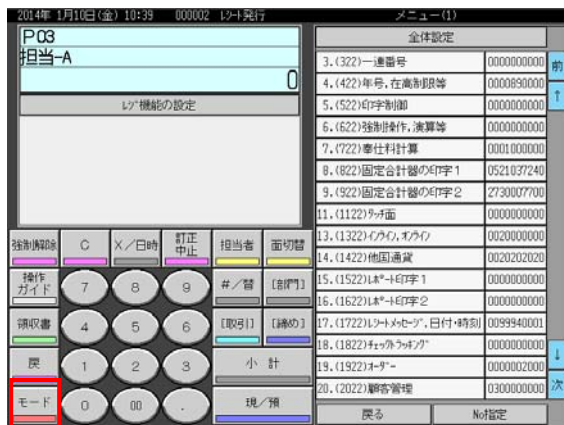 2014年 1月10日(金) 10:39 000002 ﾚｼｰﾄ発行 メニュー(1)
P03
担当-A
0
ﾚｼﾞ機能の設定
全体設定
3.(322)一連番号 0000000000
4.(422)年号,在高制限等 0000890000
5.(522)印字制御 0000000000
6.(622)強制操作,演算等 0000000000
7.(722)奉仕料計算 0001000000
8.(822)固定合計器の印字1 0521037240
9.(922)固定合計器の印字2 2730007700
11.(1122)ﾀｯﾁ面 0000000000
13.(1322)ｲﾝﾗｲﾝ,ｵﾝﾗｲﾝ 0020000000
14.(1422)他国通貨 0020202020
15.(1522)ﾚﾎﾟｰﾄ印字1 0000000000
16.(1622)ﾚﾎﾟｰﾄ印字2 0000000000
17.(1722)ﾚｼｰﾄﾒｯｾｰｼﾞ,日付・時刻 0099940001
18.(1822)ﾁｪｯｸﾄﾗｯｷﾝｸﾞ 0000000000
19.(1922)ｵｰﾀﾞｰ 0000002000
20.(2022)顧客管理 0300000000
前
↑
↓
次
戻る No指定
強制解除 C ×/日時 訂正中止 担当者 面切替
操作ガイド 7 8 9 #/替 [部門]
領収書 4 5 6 [取引] [締め]
戻 1 2 3 小 計
モード 0 00 . 現/預